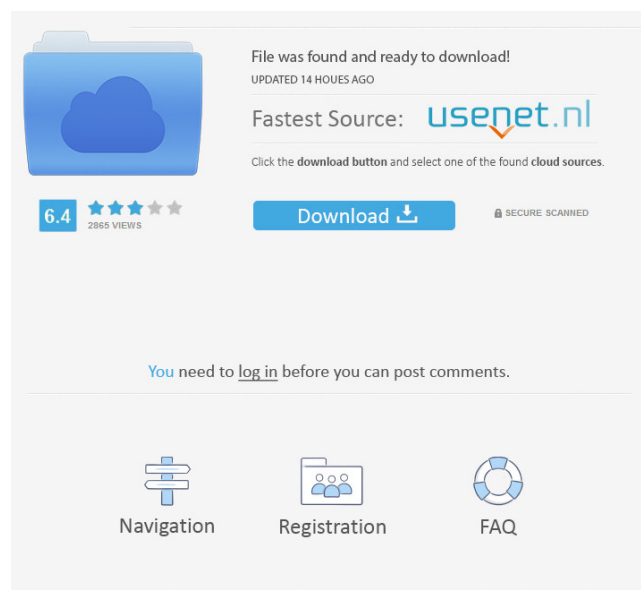 File was found and ready to download!
UPDATED 14 HOUES AGO
Fastest Source: usenet.nl
Click the download button and select one of the found cloud sources.
6.4
2865 VIEWS
Download
SECURE SCANNED
You need to log in before you can post comments.
Navigation
Registration
FAQ